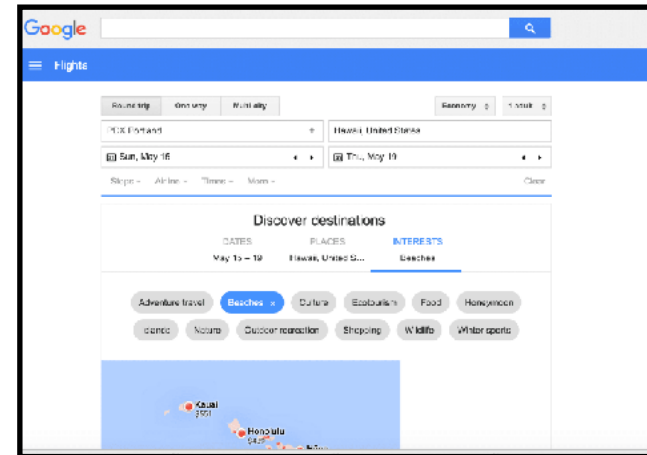 Google
Flights
Round trip One way Multi-city Economy 1 adult
PDX Portland Hawaii, United States
Sun, May 15 Thu, May 19
Stops Airline Times More Clear
Discover destinations
DATES PLACES INTERESTS
May 15 – 19 Hawaii, United S... Beaches
Adventure travel Beaches × Culture Ecotourism Food Honeymoon
Islands Nature Outdoor recreation Shopping Wildlife Winter sports
Kauai
Honolulu